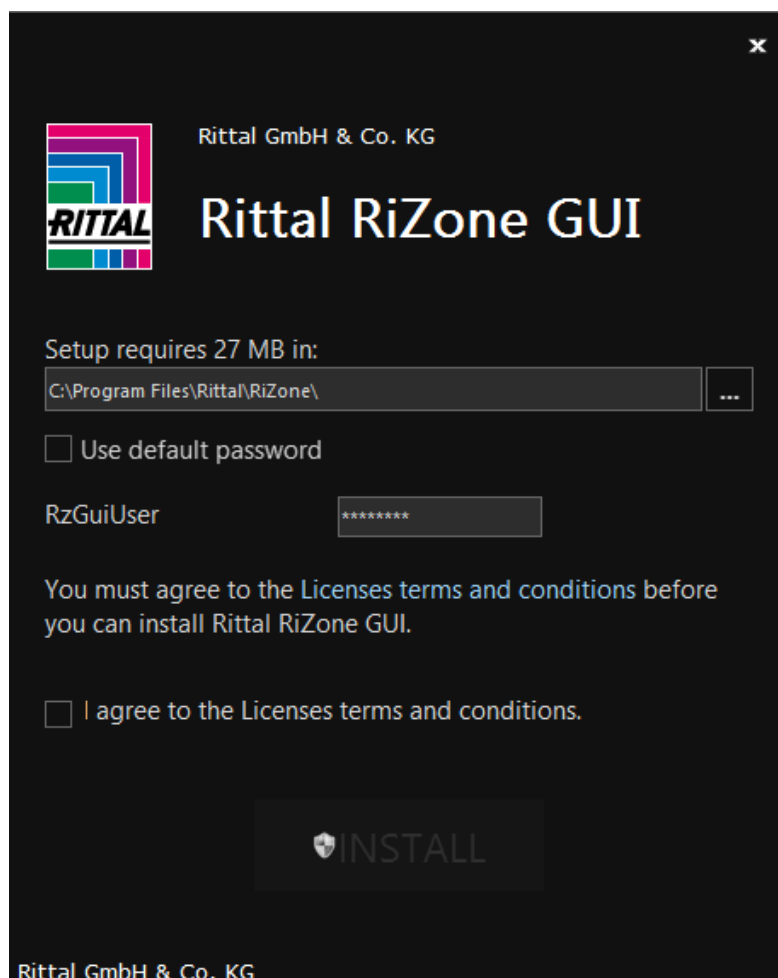 x
Rittal GmbH & Co. KG
RITTAL
Rittal RiZone GUI
Setup requires 27 MB in:
C:\Program Files\Rittal\RiZone\
...
Use default password
RzGuiUser
********
You must agree to the Licenses terms and conditions before
you can install Rittal RiZone GUI.
I agree to the Licenses terms and conditions.
INSTALL
Rittal GmbH & Co. KG